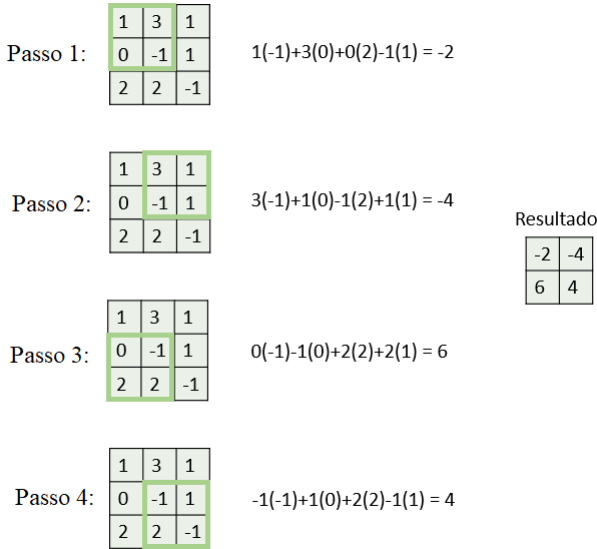 1 3 1
Passo 1: 0 -1 1 1(-1)+3(0)+0(2)-1(1) = -2
2 2 -1
1 3 1
Passo 2: 0 -1 1 3(-1)+1(0)-1(2)+1(1) = -4
2 2 -1
Resultado
-2 -4
6 4
1 3 1
Passo 3: 0 -1 1 0(-1)-1(0)+2(2)+2(1) = 6
2 2 -1
1 3 1
Passo 4: 0 -1 1 -1(-1)+1(0)+2(2)-1(1) = 4
2 2 -1